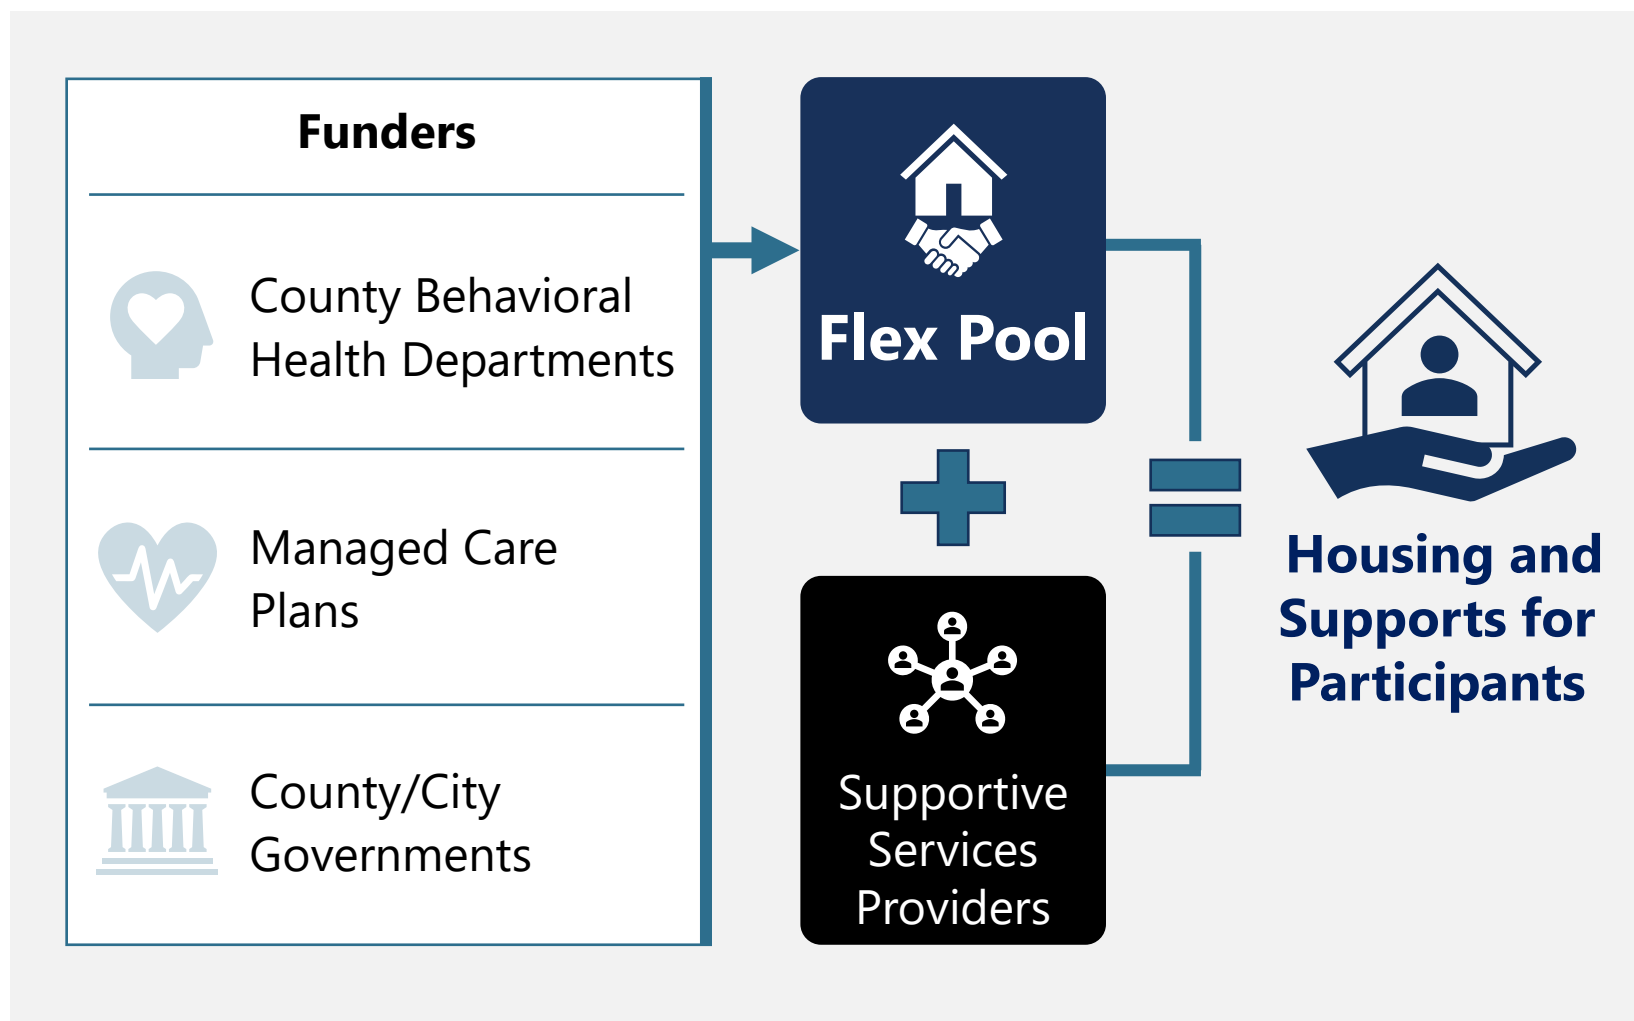 Funders
County Behavioral
Health Departments
Managed Care
Plans
County/City
Governments
Flex Pool
Supportive
Services
Providers
Housing and
Supports for
Participants